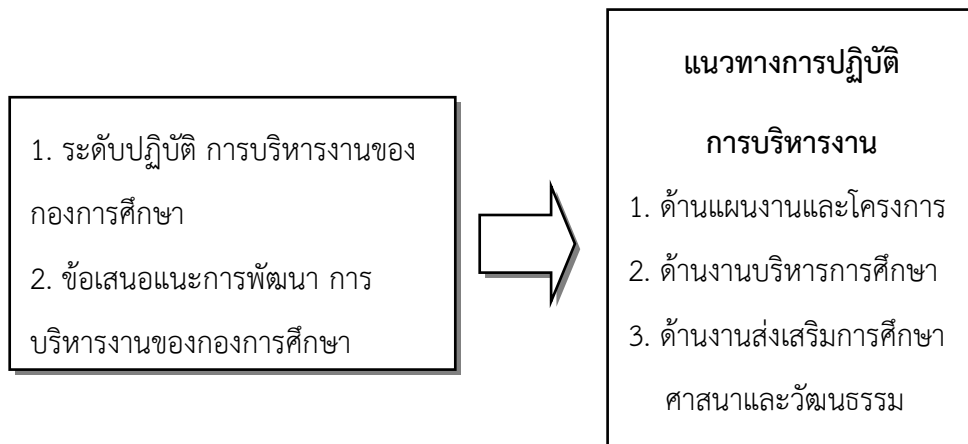 1. ระดับปฏิบัติ การบริหารงานของ
กองการศึกษา
2. ข้อเสนอแนะการพัฒนา การ
บริหารงานของกองการศึกษา
แนวทางการปฏิบัติ
การบริหารงาน
1. ด้านแผนงานและโครงการ
2. ด้านงานบริหารการศึกษา
3. ด้านงานส่งเสริมการศึกษา
ศาสนาและวัฒนธรรม